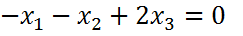 −x₁ − x₂ + 2x₃ = 0